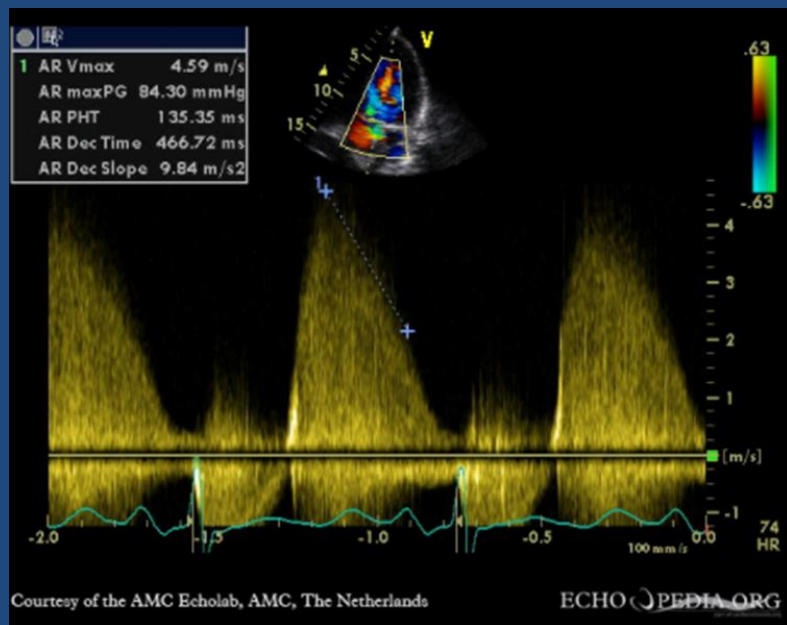 1 AR Vmax 4.59 m/s
AR maxPG 84.30 mmHg
AR PHT 135.35 ms
AR Dec Time 466.72 ms
AR Dec Slope 9.84 m/s2
V
5
10
15
.63
-.63
1
4
3
2
1
[m/s]
-1
-2.0 -1.5 -1.0 -0.5 0.0
100 mm/s
74
HR
Courtesy of the AMC Echolab, AMC, The Netherlands
ECHOPEDIA.ORG